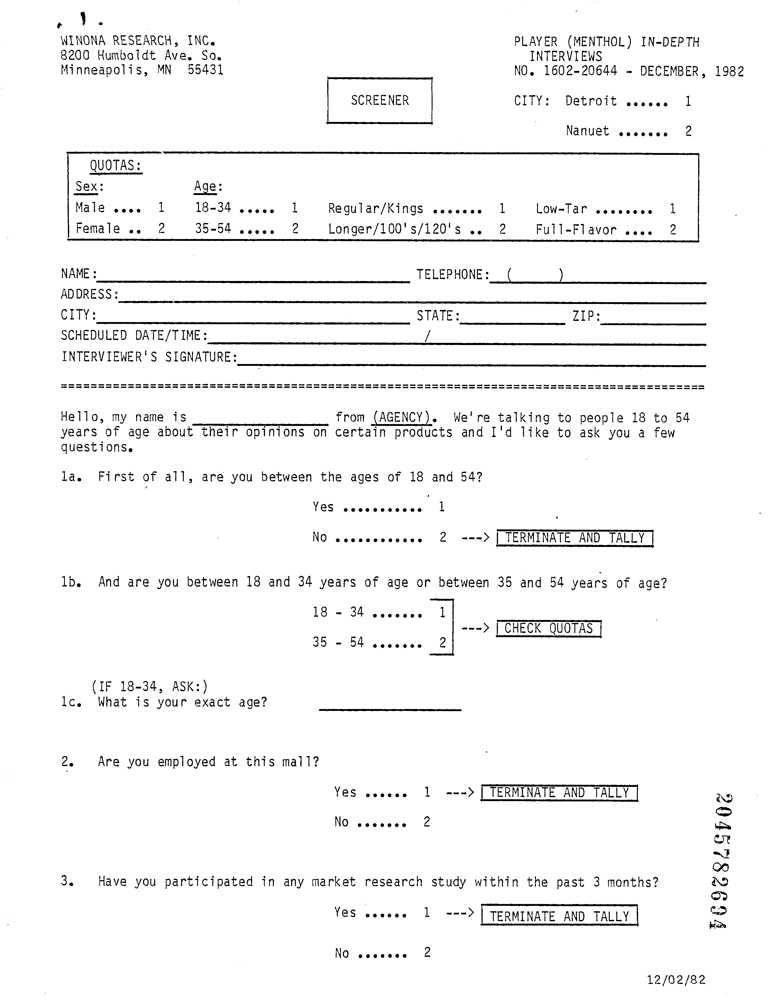 1.
WINONA RESEARCH, INC.
8200 Humboldt Ave. So.
Minneapolis, MN 55431
PLAYER (MENTHOL) IN-DEPTH
INTERVIEWS
NO. 1602-20644 - DECEMBER, 1982
SCREENER
CITY: Detroit ...... 1
Nanuet ....... 2
QUOTAS:
Sex: Age:
Male .... 1 18-34 ..... 1 Regular/Kings ....... 1 Low-Tar ........ 1
Female .. 2 35-54 ..... 2 Longer/100's/120's .. 2 Full-Flavor .... 2
NAME: TELEPHONE: ( )
ADDRESS:
CITY: STATE: ZIP:
SCHEDULED DATE/TIME: /
INTERVIEWER'S SIGNATURE:
Hello, my name is ____________ from (AGENCY). We're talking to people 18 to 54
years of age about their opinions on certain products and I'd like to ask you a few
questions.
1a. First of all, are you between the ages of 18 and 54?
Yes ........... 1
No ............ 2 ---> TERMINATE AND TALLY
1b. And are you between 18 and 34 years of age or between 35 and 54 years of age?
18 - 34 ....... 1
---> CHECK QUOTAS
35 - 54 ....... 2
(IF 18-34, ASK:)
1c. What is your exact age?
2. Are you employed at this mall?
Yes ...... 1 ---> TERMINATE AND TALLY
No ....... 2
3. Have you participated in any market research study within the past 3 months?
Yes ...... 1 ---> TERMINATE AND TALLY
No ....... 2
12/02/82